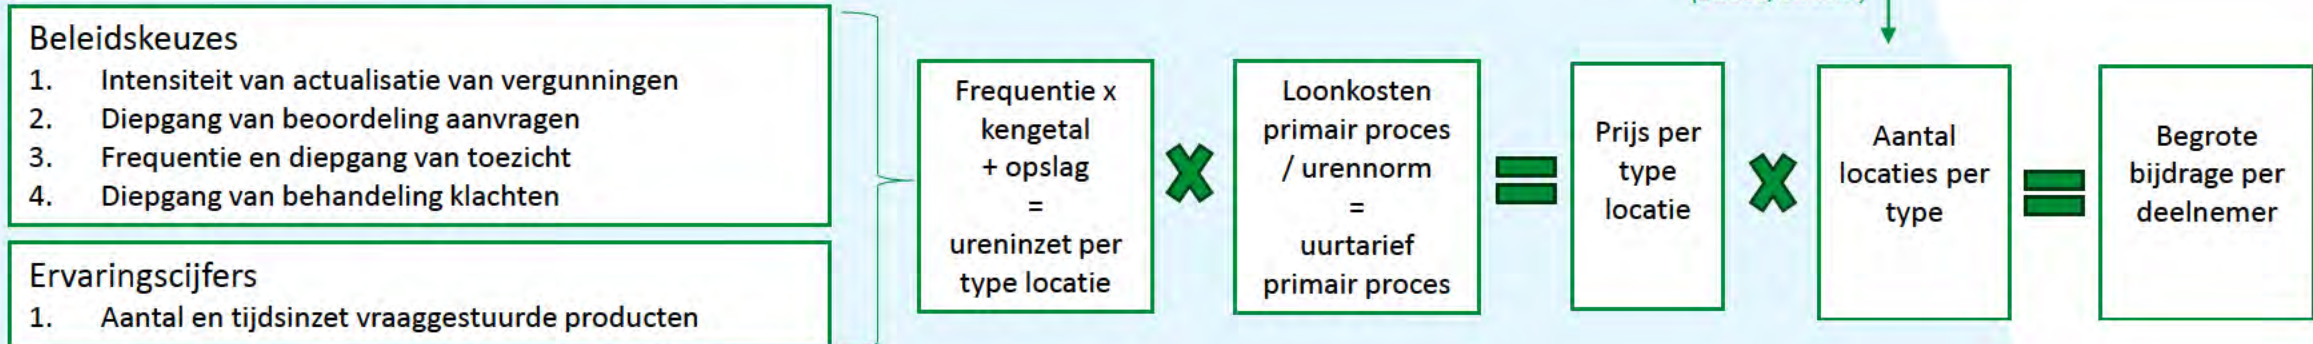 Beleidskeuzes
1. Intensiteit van actualisatie van vergunningen
2. Diepgang van beoordeling aanvragen
3. Frequentie en diepgang van toezicht
4. Diepgang van behandeling klachten
Ervaringscijfers
1. Aantal en tijdsinzet vraaggestuurde producten
Frequentie x
kengetal
+ opslag
=
ureninzet per
type locatie
Loonkosten
primair proces
/ urennorm
=
uurtarief
primair proces
Prijs per
type
locatie
Aantal
locaties per
type
Begrote
bijdrage per
deelnemer